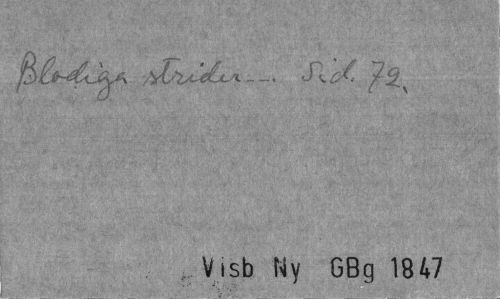 Blodiga strider--. Sid. 72.
Visb Ny GBg 1847